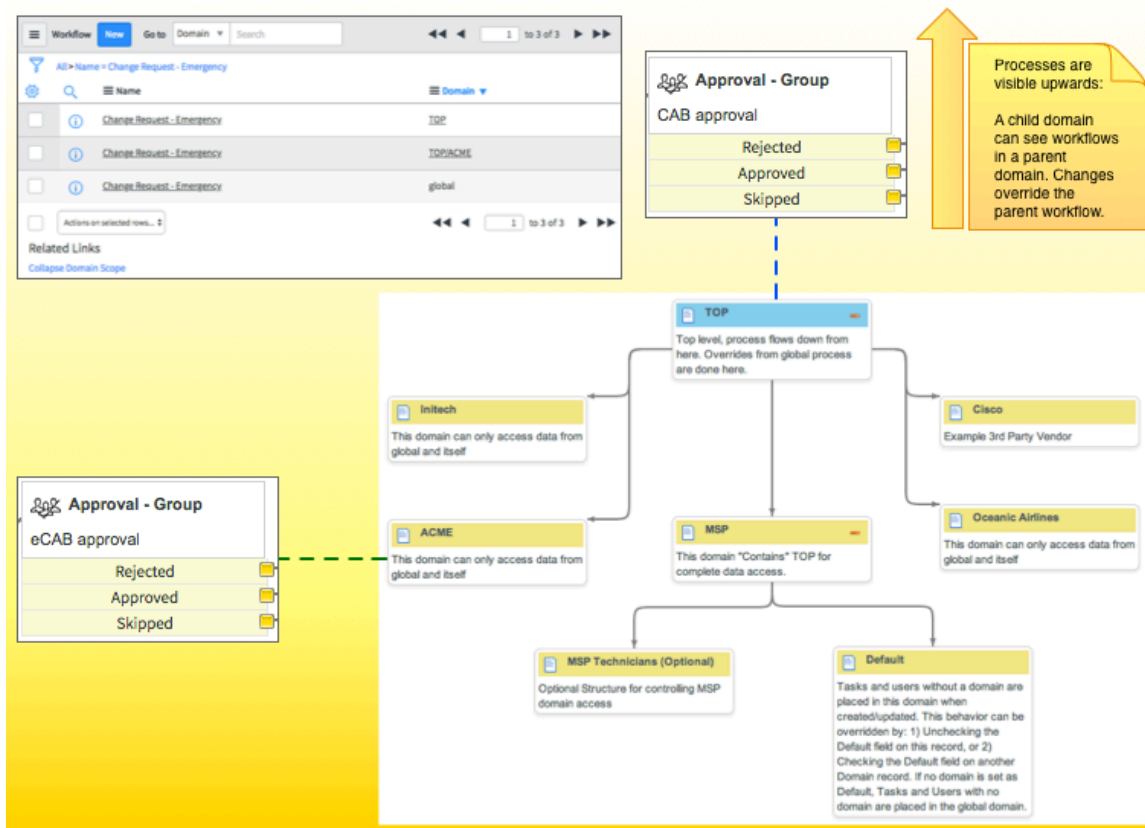 Workflow New Go to Domain Search 1 to 3 of 3
All > Name = Change Request - Emergency
Name Domain
Change Request - Emergency TOP
Change Request - Emergency TOP/ACME
Change Request - Emergency global
Actions on selected rows... 1 to 3 of 3
Related Links
Collapse Domain Scope
Approval - Group
CAB approval
Rejected
Approved
Skipped
Processes are
visible upwards:
A child domain
can see workflows
in a parent
domain. Changes
override the
parent workflow.
TOP
Top level, process flows down from
here. Overrides from global process
are done here.
Initech
This domain can only access data from
global and itself
Cisco
Example 3rd Party Vendor
Approval - Group
eCAB approval
Rejected
Approved
Skipped
ACME
This domain can only access data from
global and itself
MSP
This domain "Contains" TOP for
complete data access.
Oceanic Airlines
This domain can only access data from
global and itself
MSP Technicians (Optional)
Optional Structure for controlling MSP
domain access
Default
Tasks and users without a domain are
placed in this domain when
created/updated. This behavior can be
overridden by: 1) Unchecking the
Default field on this record, or 2)
Checking the Default field on another
Domain record. If no domain is set as
Default, Tasks and Users with no
domain are placed in the global domain.